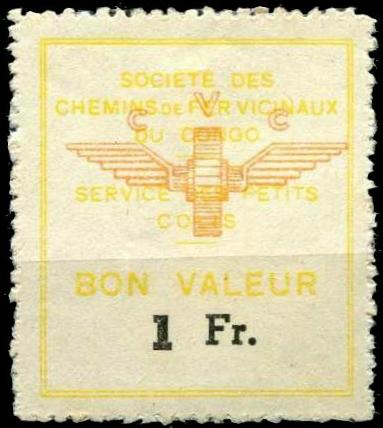 SOCIETE DES
CHEMINS DE FER VICINAUX
C V C
DU CONGO
SERVICE DES PETITS
COLIS
BON VALEUR
1 Fr.